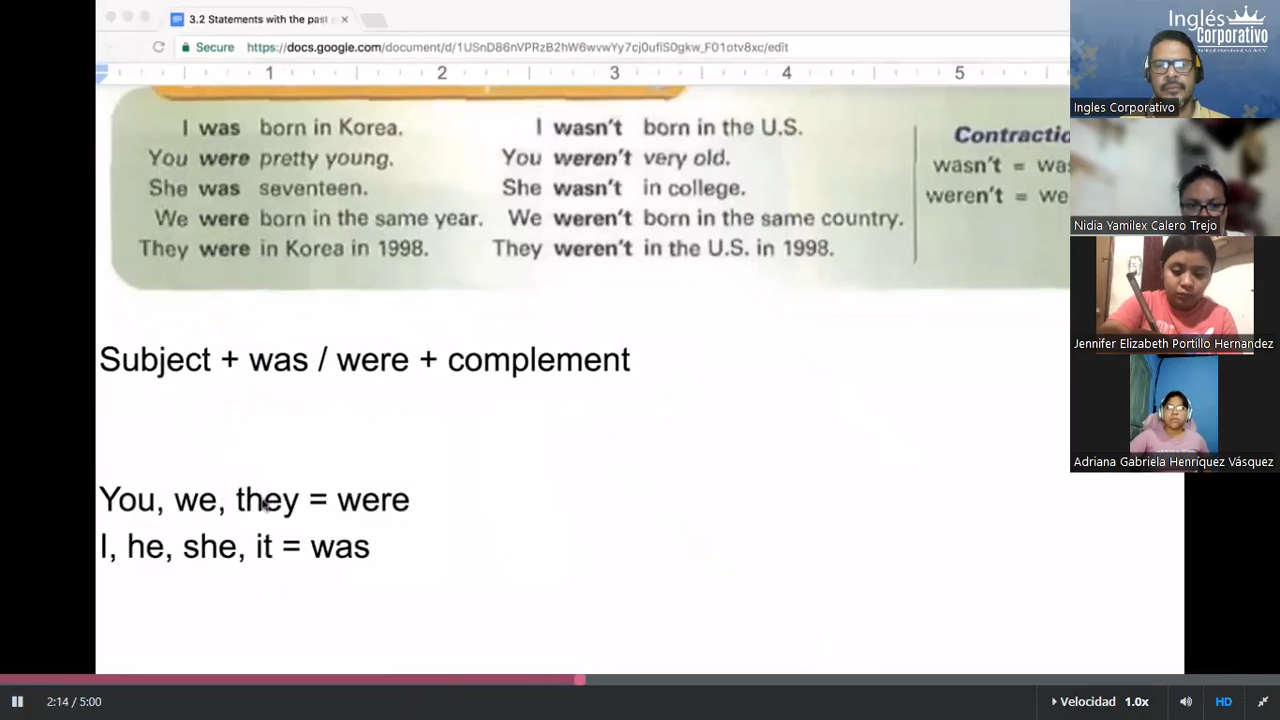 3.2 Statements with the past
Secure https://docs.google.com/document/d/1USnD86nVPRzB2hW6wvwYy7cj0ufiS0gkw_F01otv8xc/edit
1 2 3 4 5
I was born in Korea. I wasn't born in the U.S.
You were pretty young. You weren't very old.
She was seventeen. She wasn't in college.
We were born in the same year. We weren't born in the same country.
They were in Korea in 1998. They weren't in the U.S. in 1998.
Contractio
wasn't = wa
weren't = we
Subject + was / were + complement
You, we, they = were
I, he, she, it = was
Inglés
Corporativo
Ingles Corporativo
Nidia Yamilex Calero Trejo
Jennifer Elizabeth Portillo Hernandez
Adriana Gabriela Henríquez Vásquez
2:14 / 5:00
Velocidad 1.0x
HD